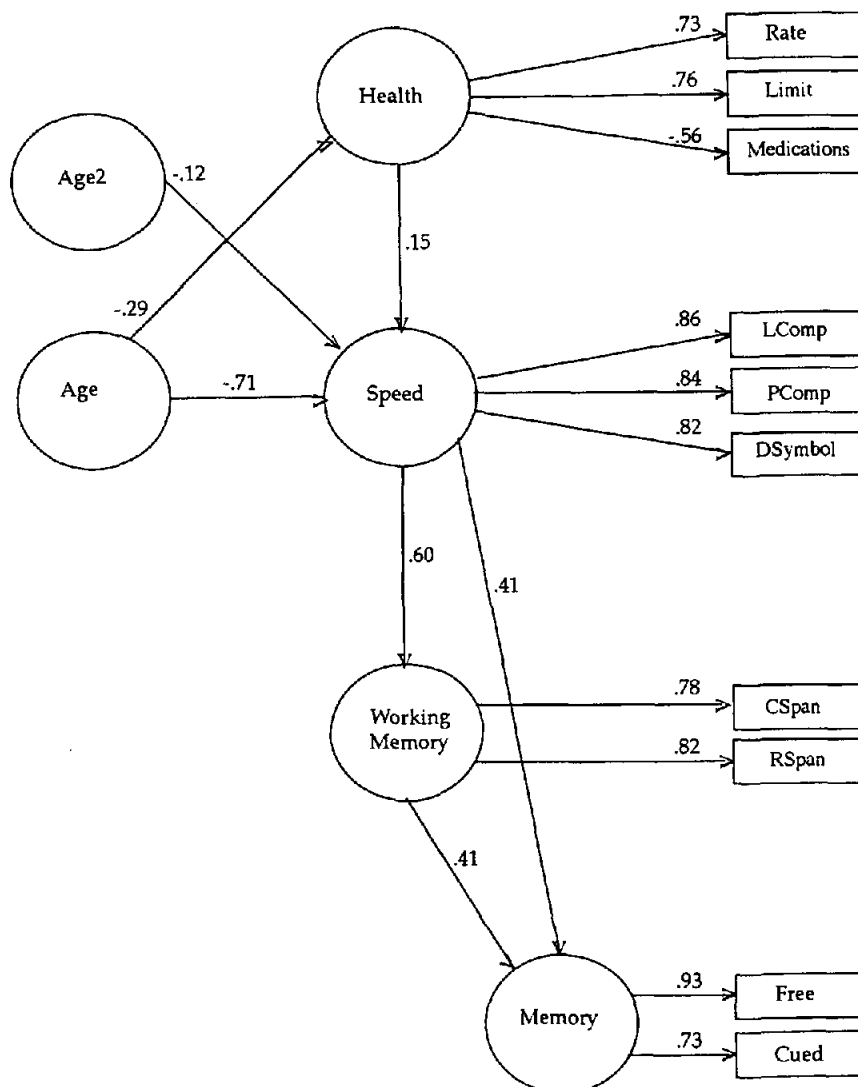 .73
Rate
Health
.76
Limit
-.56
Medications
Age2
-.12
.15
-.29
.86
LComp
Age
-.71
Speed
.84
PComp
.82
DSymbol
.60
.41
.78
CSpan
Working
Memory
.82
RSpan
.41
.93
Free
Memory
.73
Cued